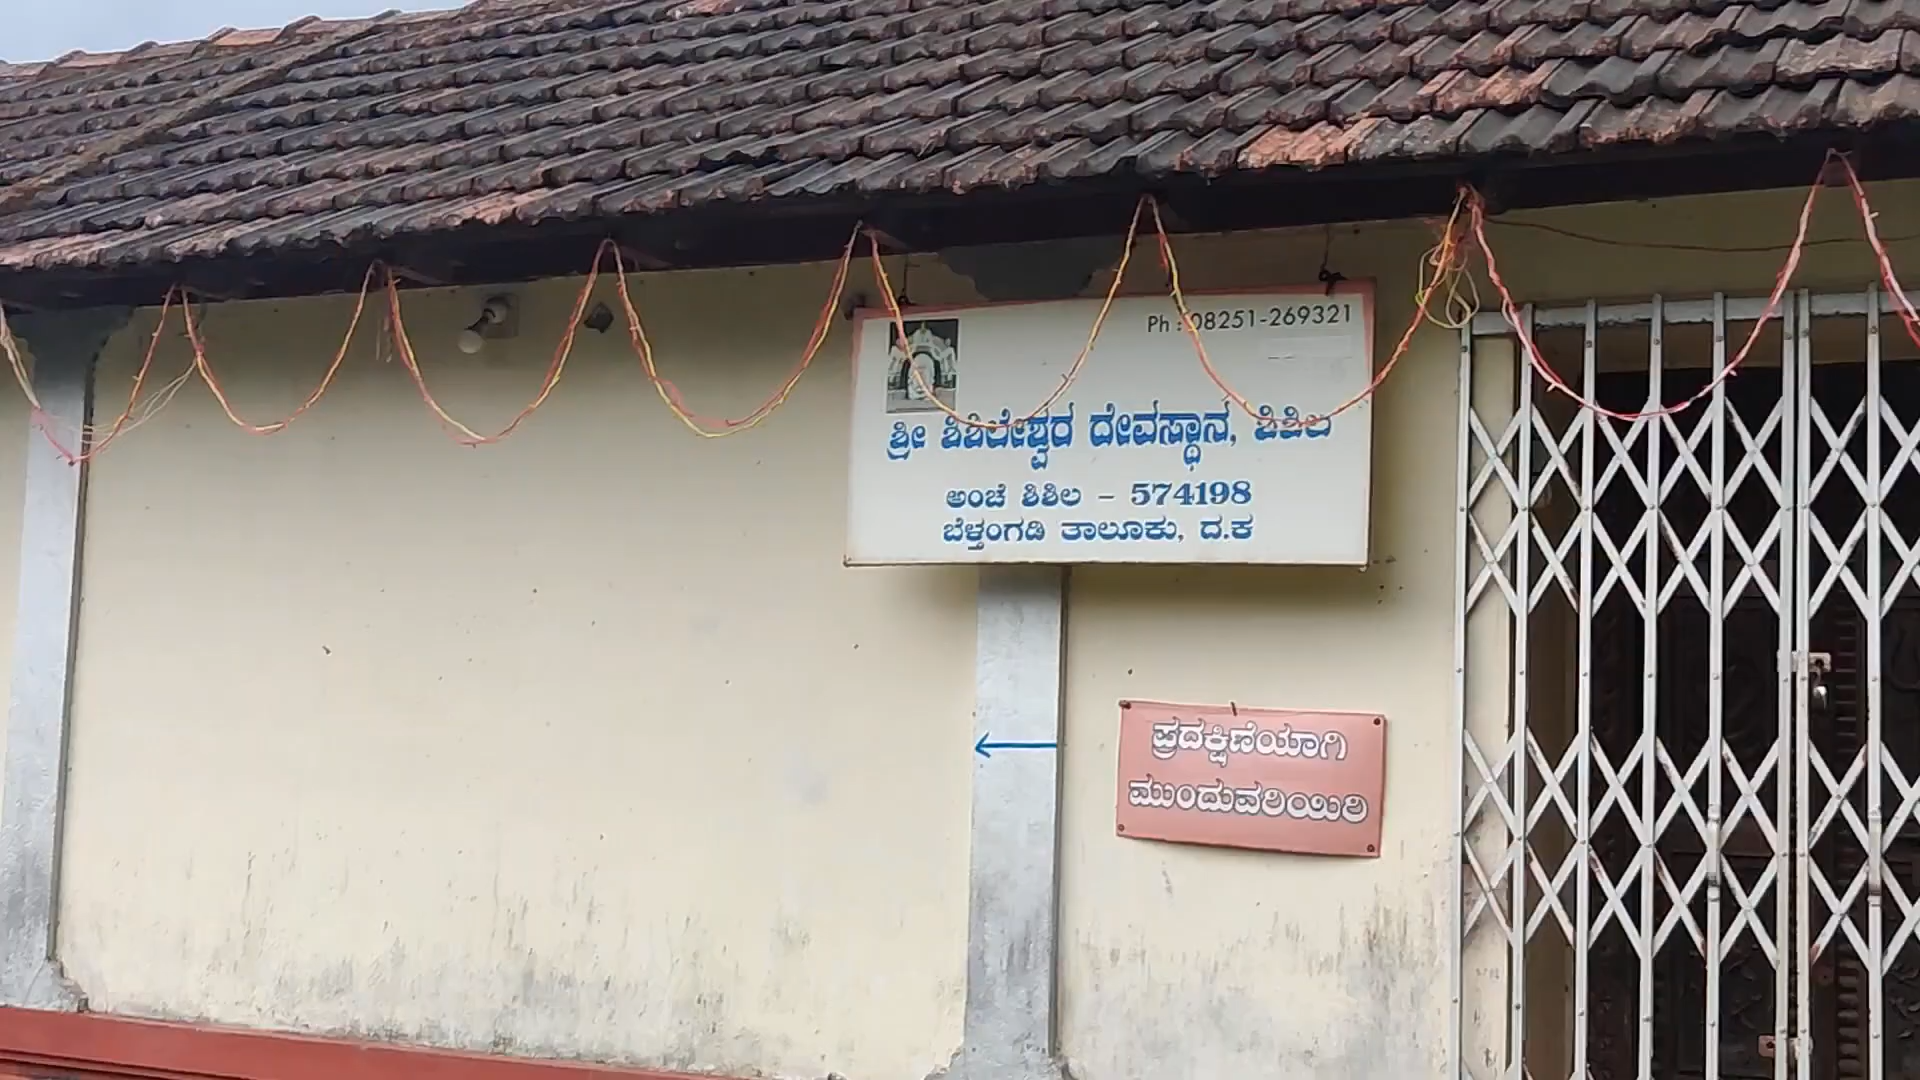 Ph : 08251-269321
ಶ್ರೀ ಶಿಶಿಲೇಶ್ವರ ದೇವಸ್ಥಾನ, ಶಿಶಿಲ
ಅಂಚೆ ಶಿಶಿಲ - 574198
ಬೆಳ್ತಂಗಡಿ ತಾಲೂಕು, ದ.ಕ
ಪ್ರದಕ್ಷಿಣೆಯಾಗಿ
ಮುಂದುವರಿಯಿರಿ